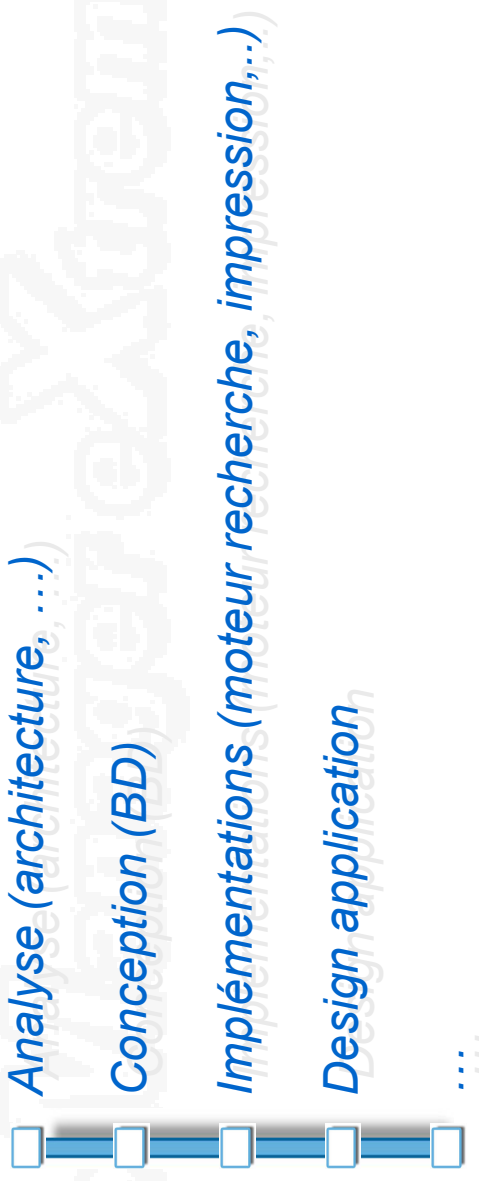 Analyse (architecture, …)
Conception (BD)
Implémentations (moteur recherche, impression,..)
Design application
…